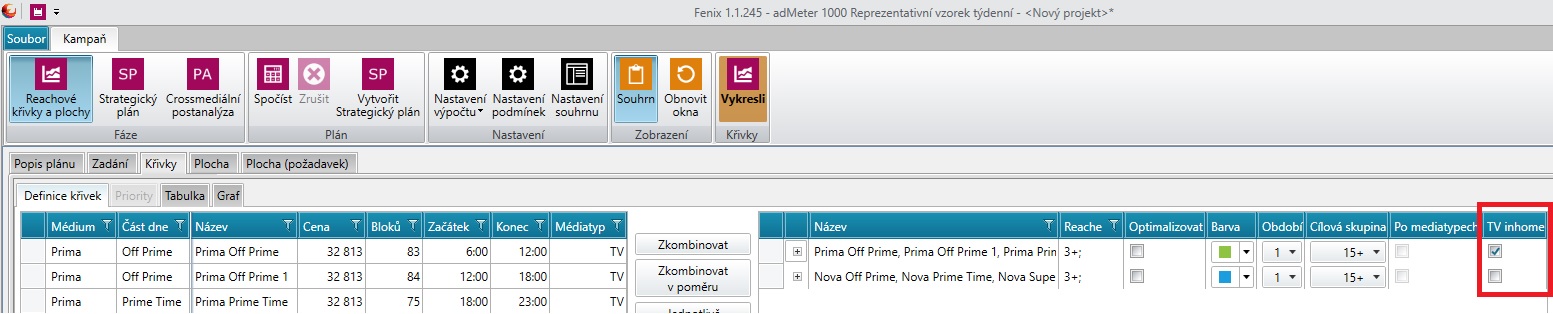 Fenix 1.1.245 - adMeter 1000 Reprezentativní vzorek týdenní - <Nový projekt>*
Soubor Kampaň
SP PA SP
Reachové křivky a plochy Strategický plán Crossmediální postanalýza Spočíst Zrušit Vytvořit Strategický plán Nastavení výpočtu Nastavení podmínek Nastavení souhrnu Souhrn Obnovit okna Vykresli
Fáze Plán Nastavení Zobrazení Křivky
Popis plánu Zadání Křivky Plocha Plocha (požadavek)
Definice křivek Priority Tabulka Graf
Médium Část dne Název Cena Bloků Začátek Konec Médiatyp Název Reache Optimalizovat Barva Období Cílová skupina Po mediatypech TV inhome
Prima Off Prime Prima Off Prime 32 813 83 6:00 12:00 TV Zkombinovat Prima Off Prime, Prima Off Prime 1, Prima Prin 3+; 1 15+
Prima Off Prime Prima Off Prime 1 32 813 84 12:00 18:00 TV Zkombinovat v poměru Nova Off Prime, Nova Prime Time, Nova Supe 3+; 1 15+
Prima Prime Time Prima Prime Time 32 813 75 18:00 23:00 TV